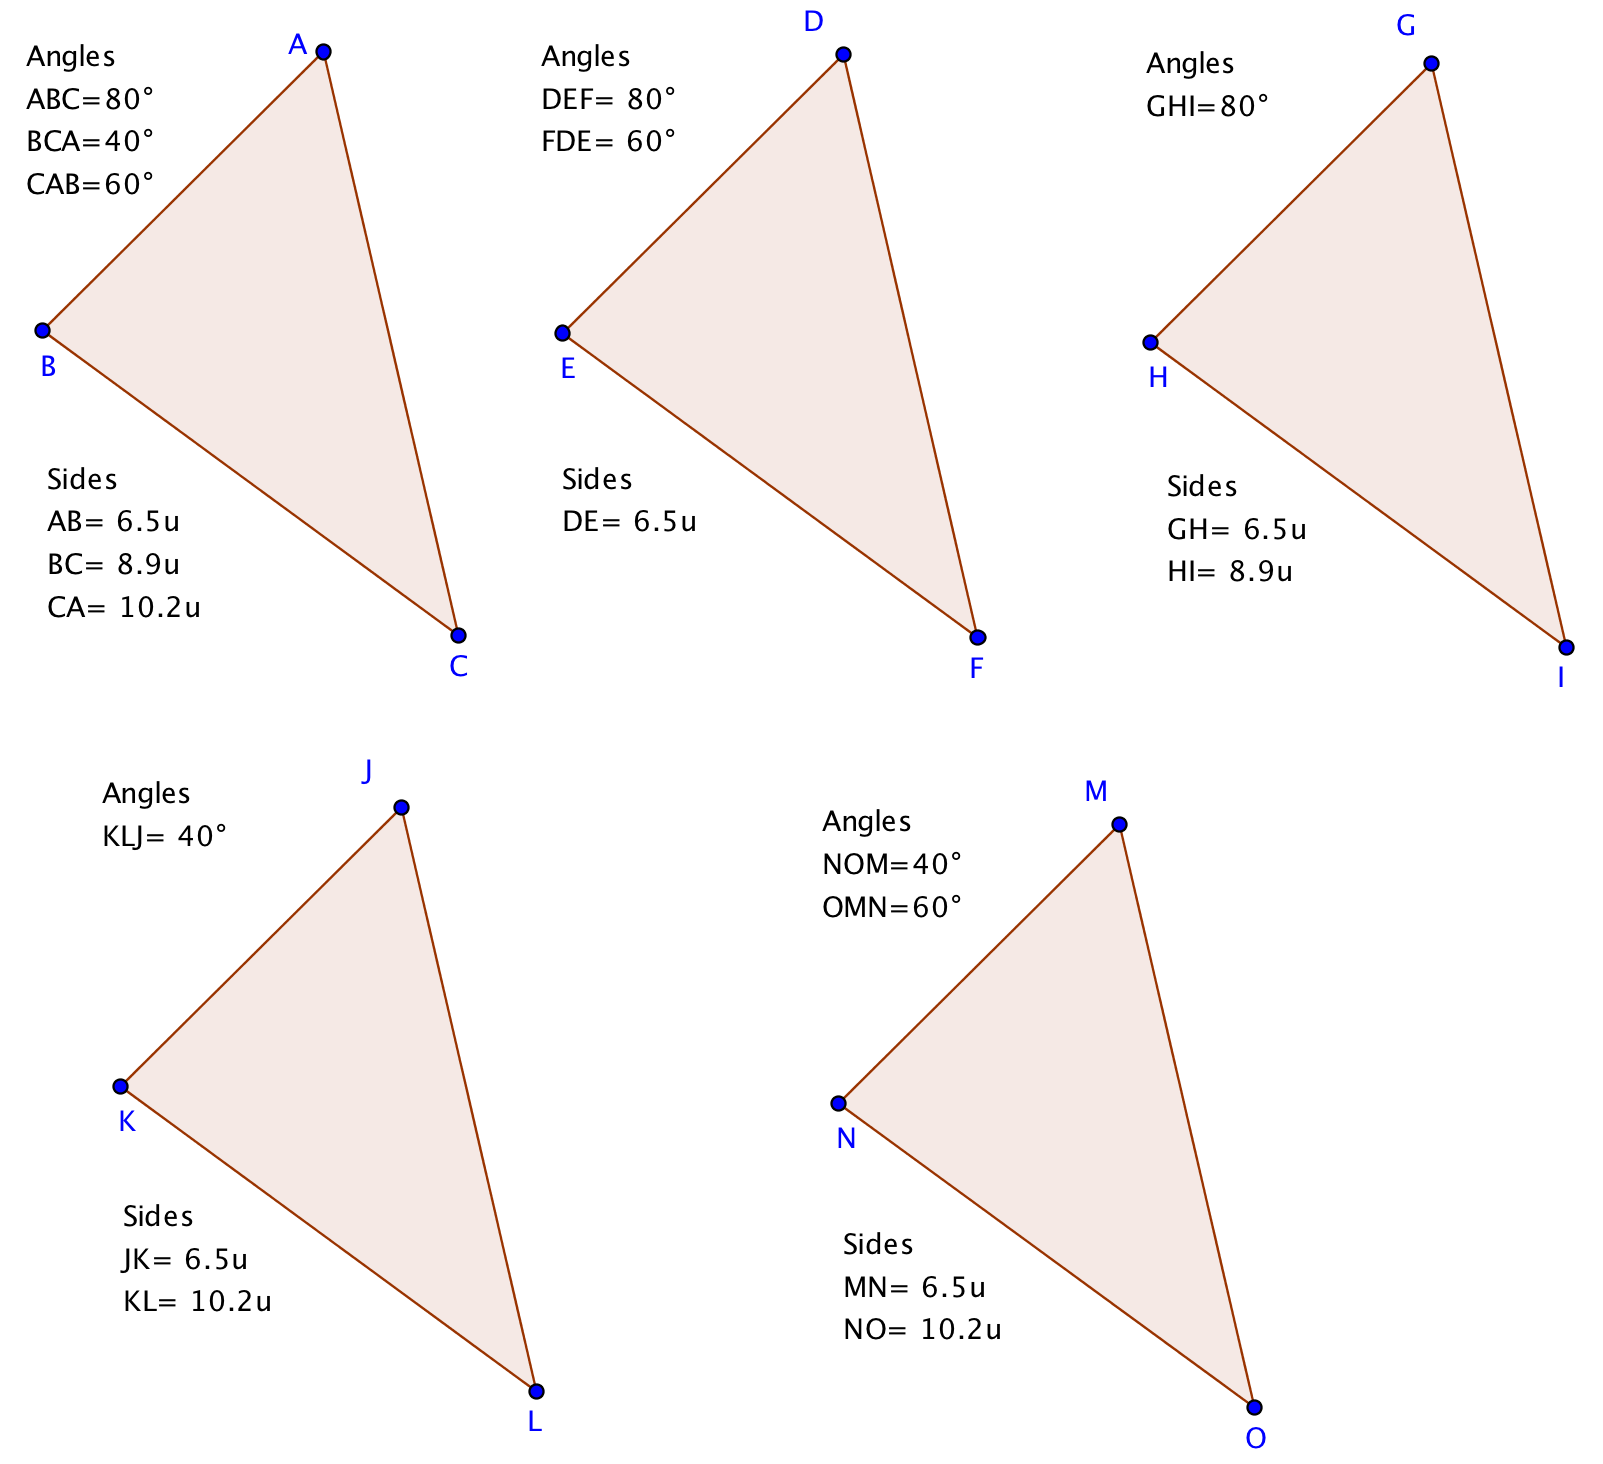 A
Angles
ABC=80°
BCA=40°
CAB=60°
B
Sides
AB= 6.5u
BC= 8.9u
CA= 10.2u
C
D
Angles
DEF= 80°
FDE= 60°
E
Sides
DE= 6.5u
F
G
Angles
GHI=80°
H
Sides
GH= 6.5u
HI= 8.9u
I
J
Angles
KLJ= 40°
K
Sides
JK= 6.5u
KL= 10.2u
L
M
Angles
NOM=40°
OMN=60°
N
Sides
MN= 6.5u
NO= 10.2u
O